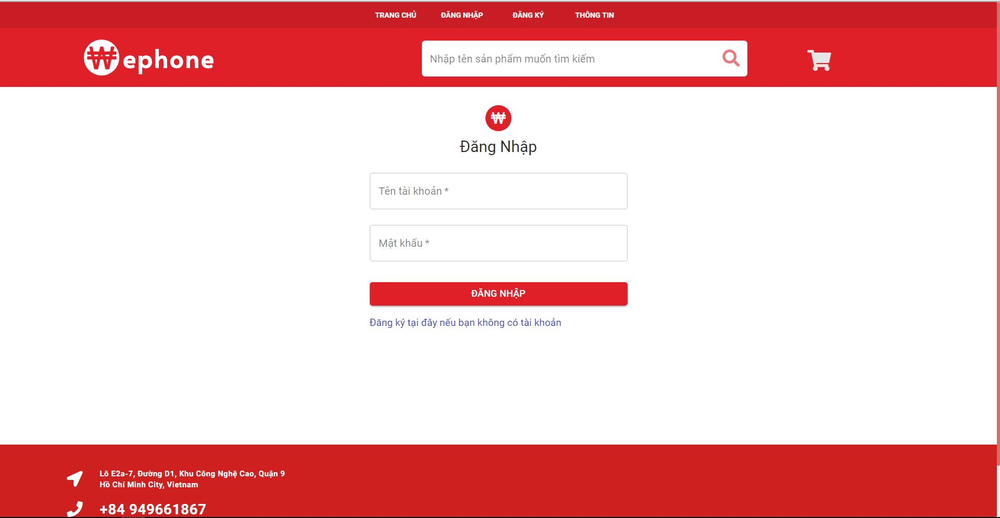 TRANG CHỦ ĐĂNG NHẬP ĐĂNG KÝ THÔNG TIN
₩ephone
Nhập tên sản phẩm muốn tìm kiếm
₩
Đăng Nhập
Tên tài khoản *
Mật khẩu *
ĐĂNG NHẬP
Đăng ký tại đây nếu bạn không có tài khoản
Lô E2a-7, Đường D1, Khu Công Nghệ Cao, Quận 9
Hồ Chí Minh City, Vietnam
+84 949661867